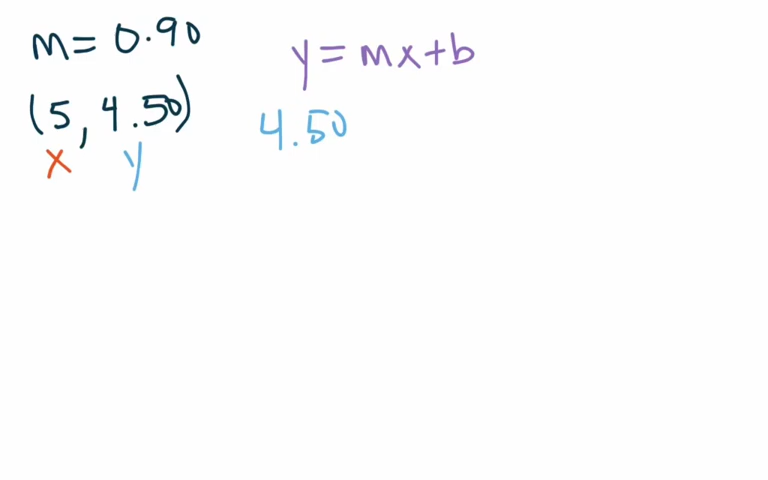 m = 0.90
y = mx + b
(5, 4.50)
4.50
x y